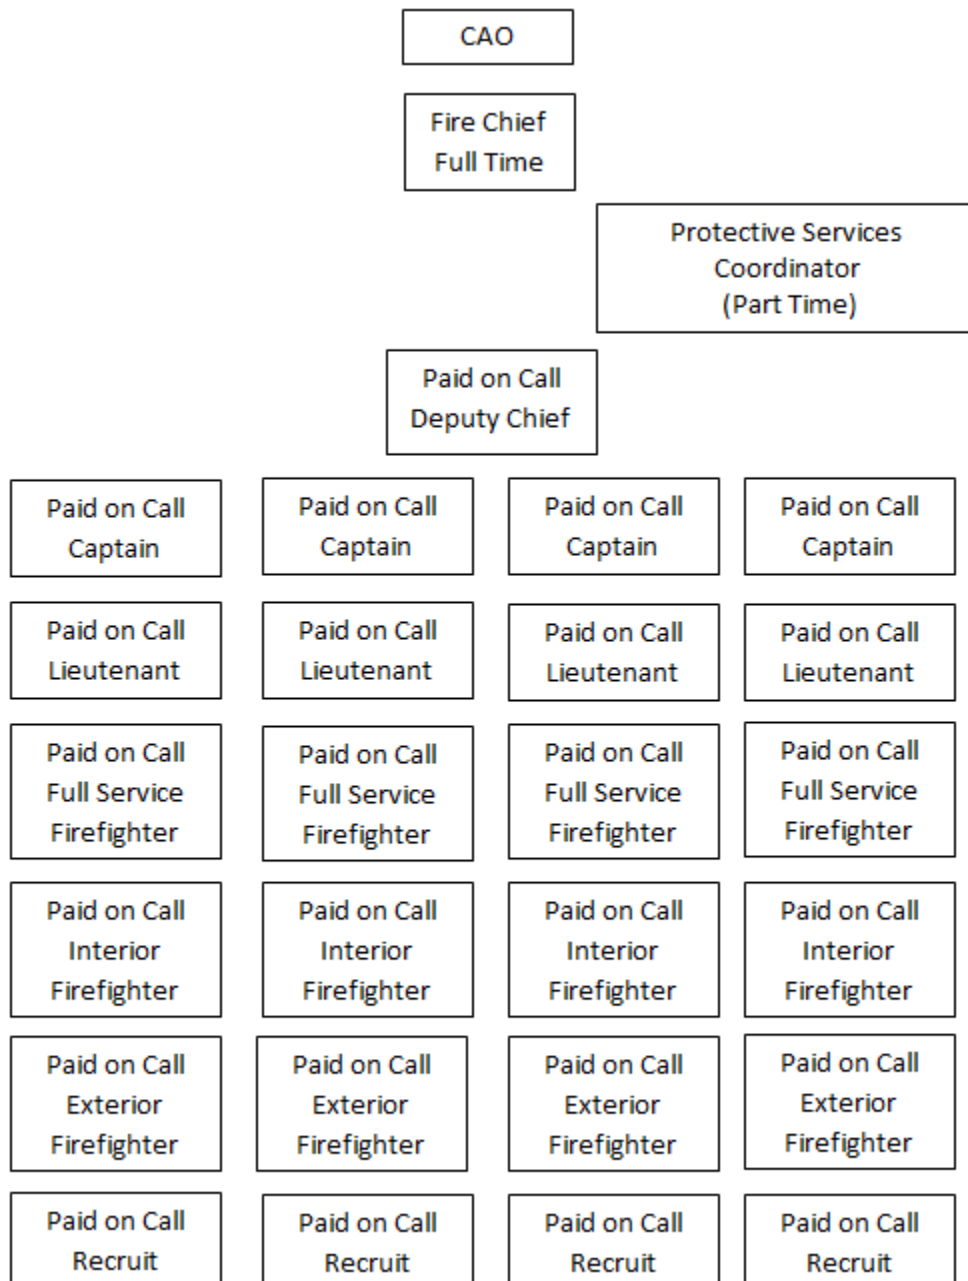 CAO
Fire Chief
Full Time
Protective Services
Coordinator
(Part Time)
Paid on Call
Deputy Chief
Paid on Call
Captain
Paid on Call
Captain
Paid on Call
Captain
Paid on Call
Captain
Paid on Call
Lieutenant
Paid on Call
Lieutenant
Paid on Call
Lieutenant
Paid on Call
Lieutenant
Paid on Call
Full Service
Firefighter
Paid on Call
Full Service
Firefighter
Paid on Call
Full Service
Firefighter
Paid on Call
Full Service
Firefighter
Paid on Call
Interior
Firefighter
Paid on Call
Interior
Firefighter
Paid on Call
Interior
Firefighter
Paid on Call
Interior
Firefighter
Paid on Call
Exterior
Firefighter
Paid on Call
Exterior
Firefighter
Paid on Call
Exterior
Firefighter
Paid on Call
Exterior
Firefighter
Paid on Call
Recruit
Paid on Call
Recruit
Paid on Call
Recruit
Paid on Call
Recruit